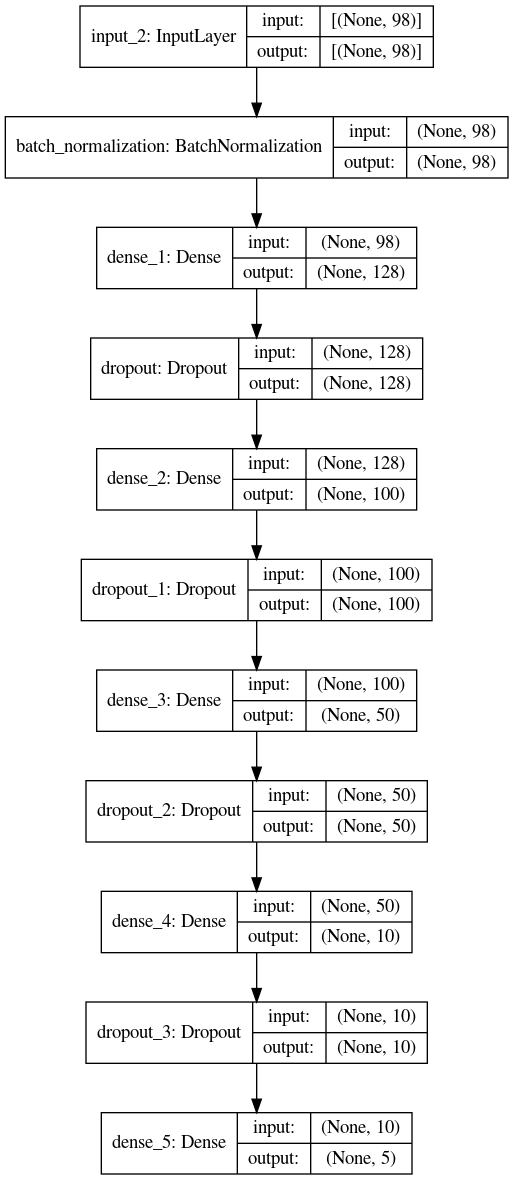 input_2: InputLayer
input:
[(None, 98)]
output:
[(None, 98)]
batch_normalization: BatchNormalization
input:
(None, 98)
output:
(None, 98)
dense_1: Dense
input:
(None, 98)
output:
(None, 128)
dropout: Dropout
input:
(None, 128)
output:
(None, 128)
dense_2: Dense
input:
(None, 128)
output:
(None, 100)
dropout_1: Dropout
input:
(None, 100)
output:
(None, 100)
dense_3: Dense
input:
(None, 100)
output:
(None, 50)
dropout_2: Dropout
input:
(None, 50)
output:
(None, 50)
dense_4: Dense
input:
(None, 50)
output:
(None, 10)
dropout_3: Dropout
input:
(None, 10)
output:
(None, 10)
dense_5: Dense
input:
(None, 10)
output:
(None, 5)